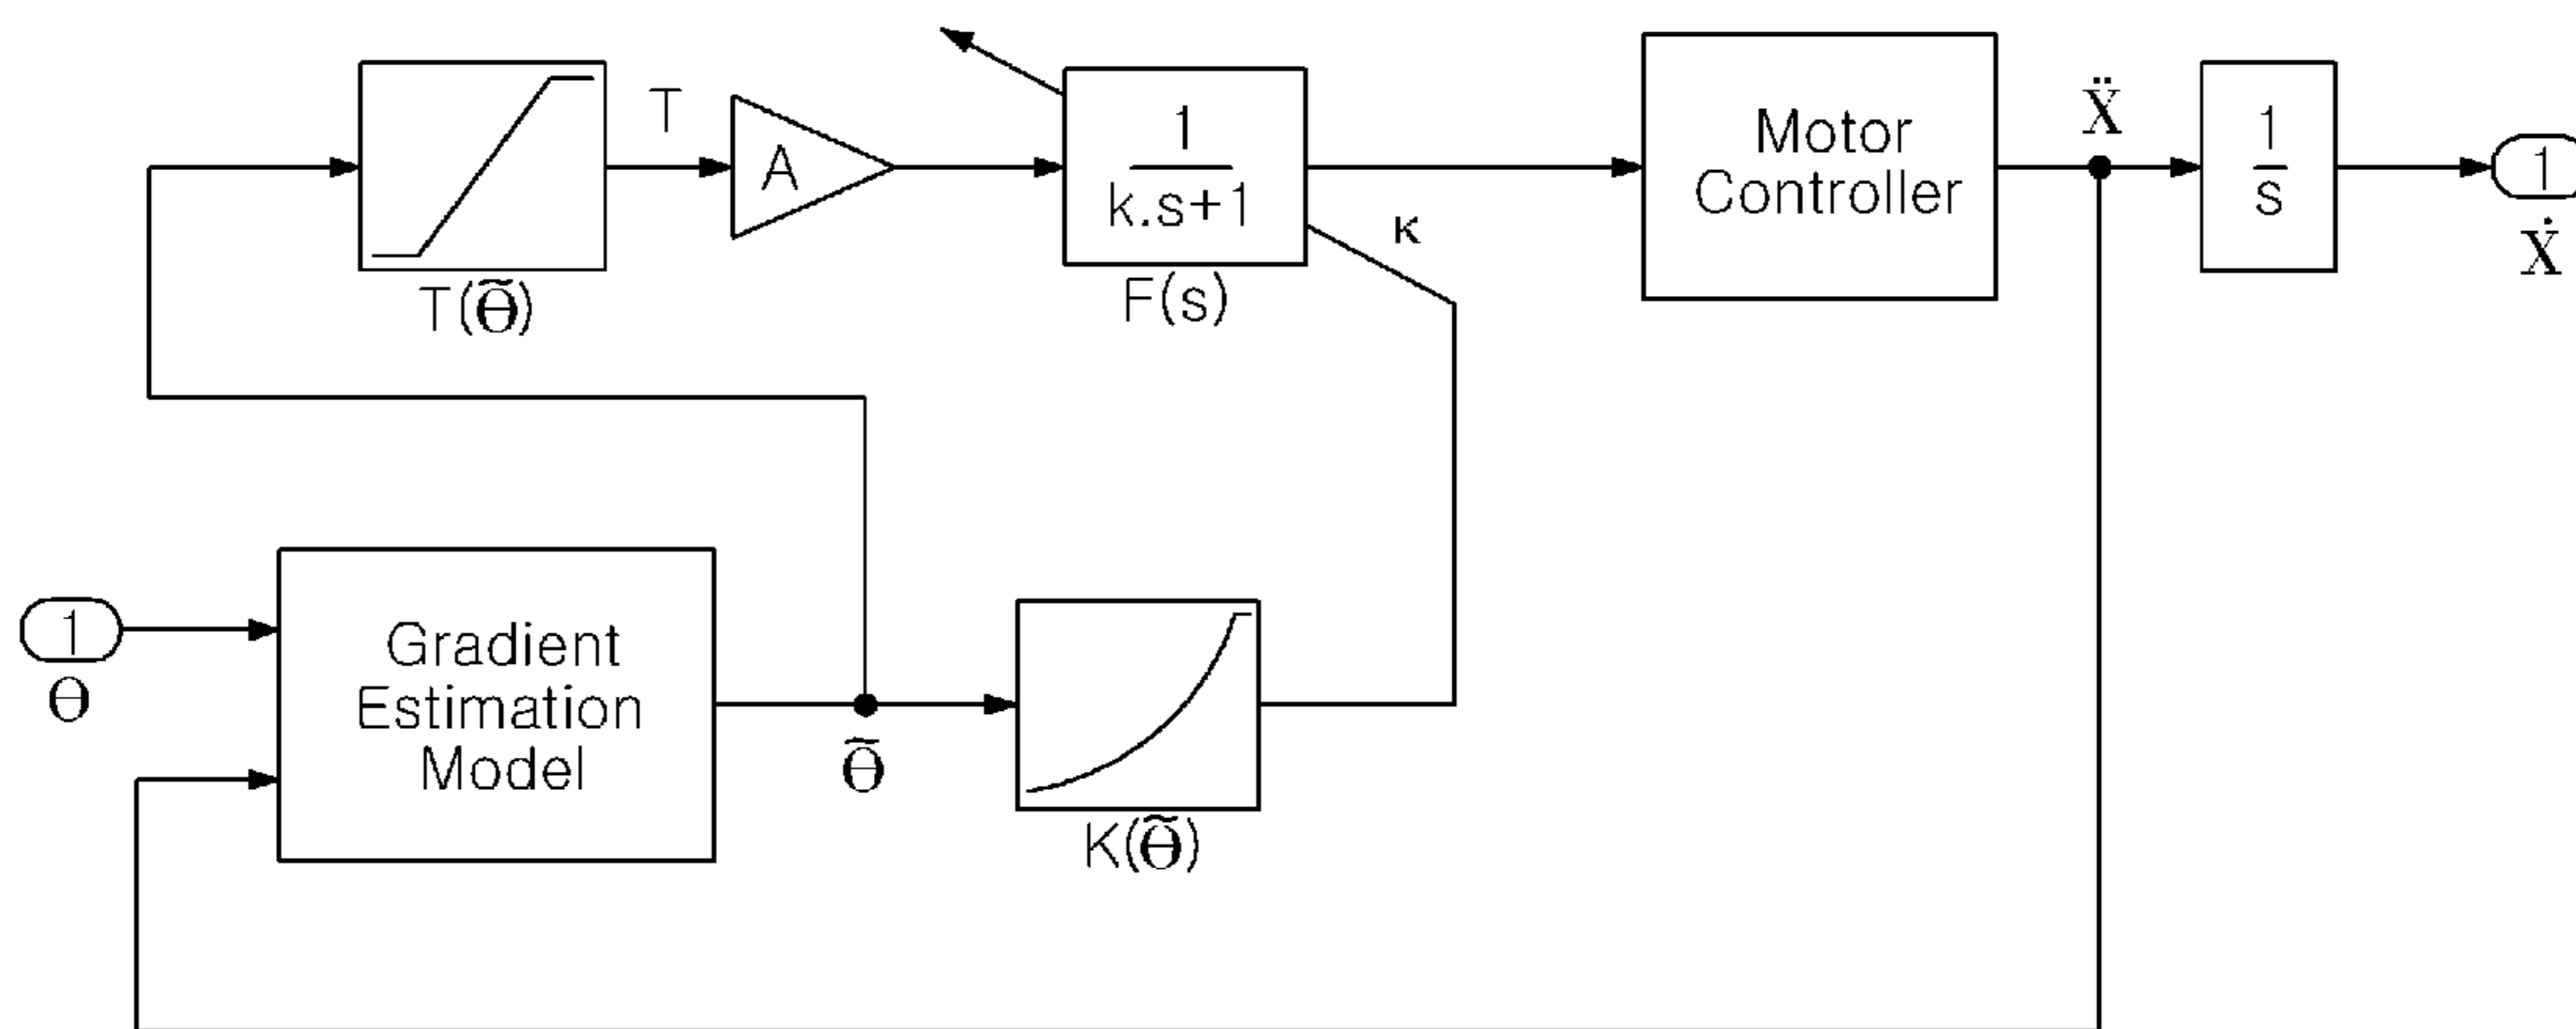 T
A
1
k.s+1
F(s)
T(Θ̃)
κ
Motor
Controller
Ẍ
1
s
1
Ẋ
1
Θ
Gradient
Estimation
Model
Θ̃
K(Θ̃)